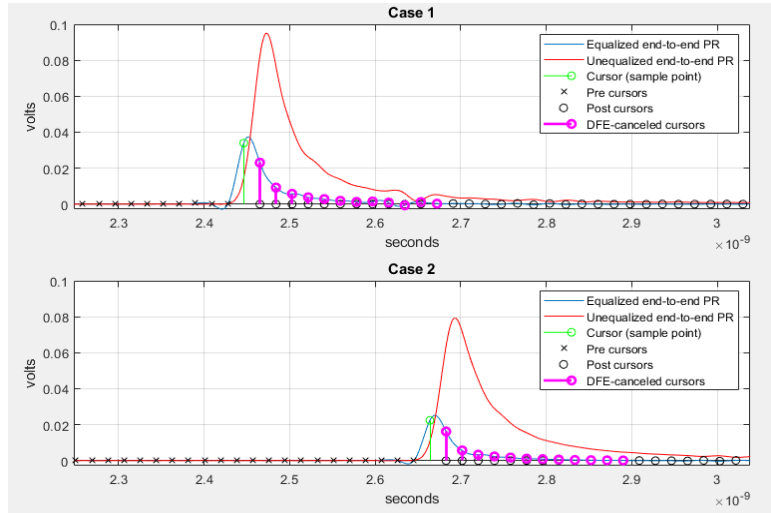 Case 1
0.1
0.08
0.06
0.04
0.02
0
volts
Equalized end-to-end PR
Unequalized end-to-end PR
Cursor (sample point)
Pre cursors
Post cursors
DFE-canceled cursors
2.3 2.4 2.5 2.6 2.7 2.8 2.9 3
seconds
×10⁻⁹
Case 2
0.1
0.08
0.06
0.04
0.02
0
volts
Equalized end-to-end PR
Unequalized end-to-end PR
Cursor (sample point)
Pre cursors
Post cursors
DFE-canceled cursors
2.3 2.4 2.5 2.6 2.7 2.8 2.9 3
seconds
×10⁻⁹